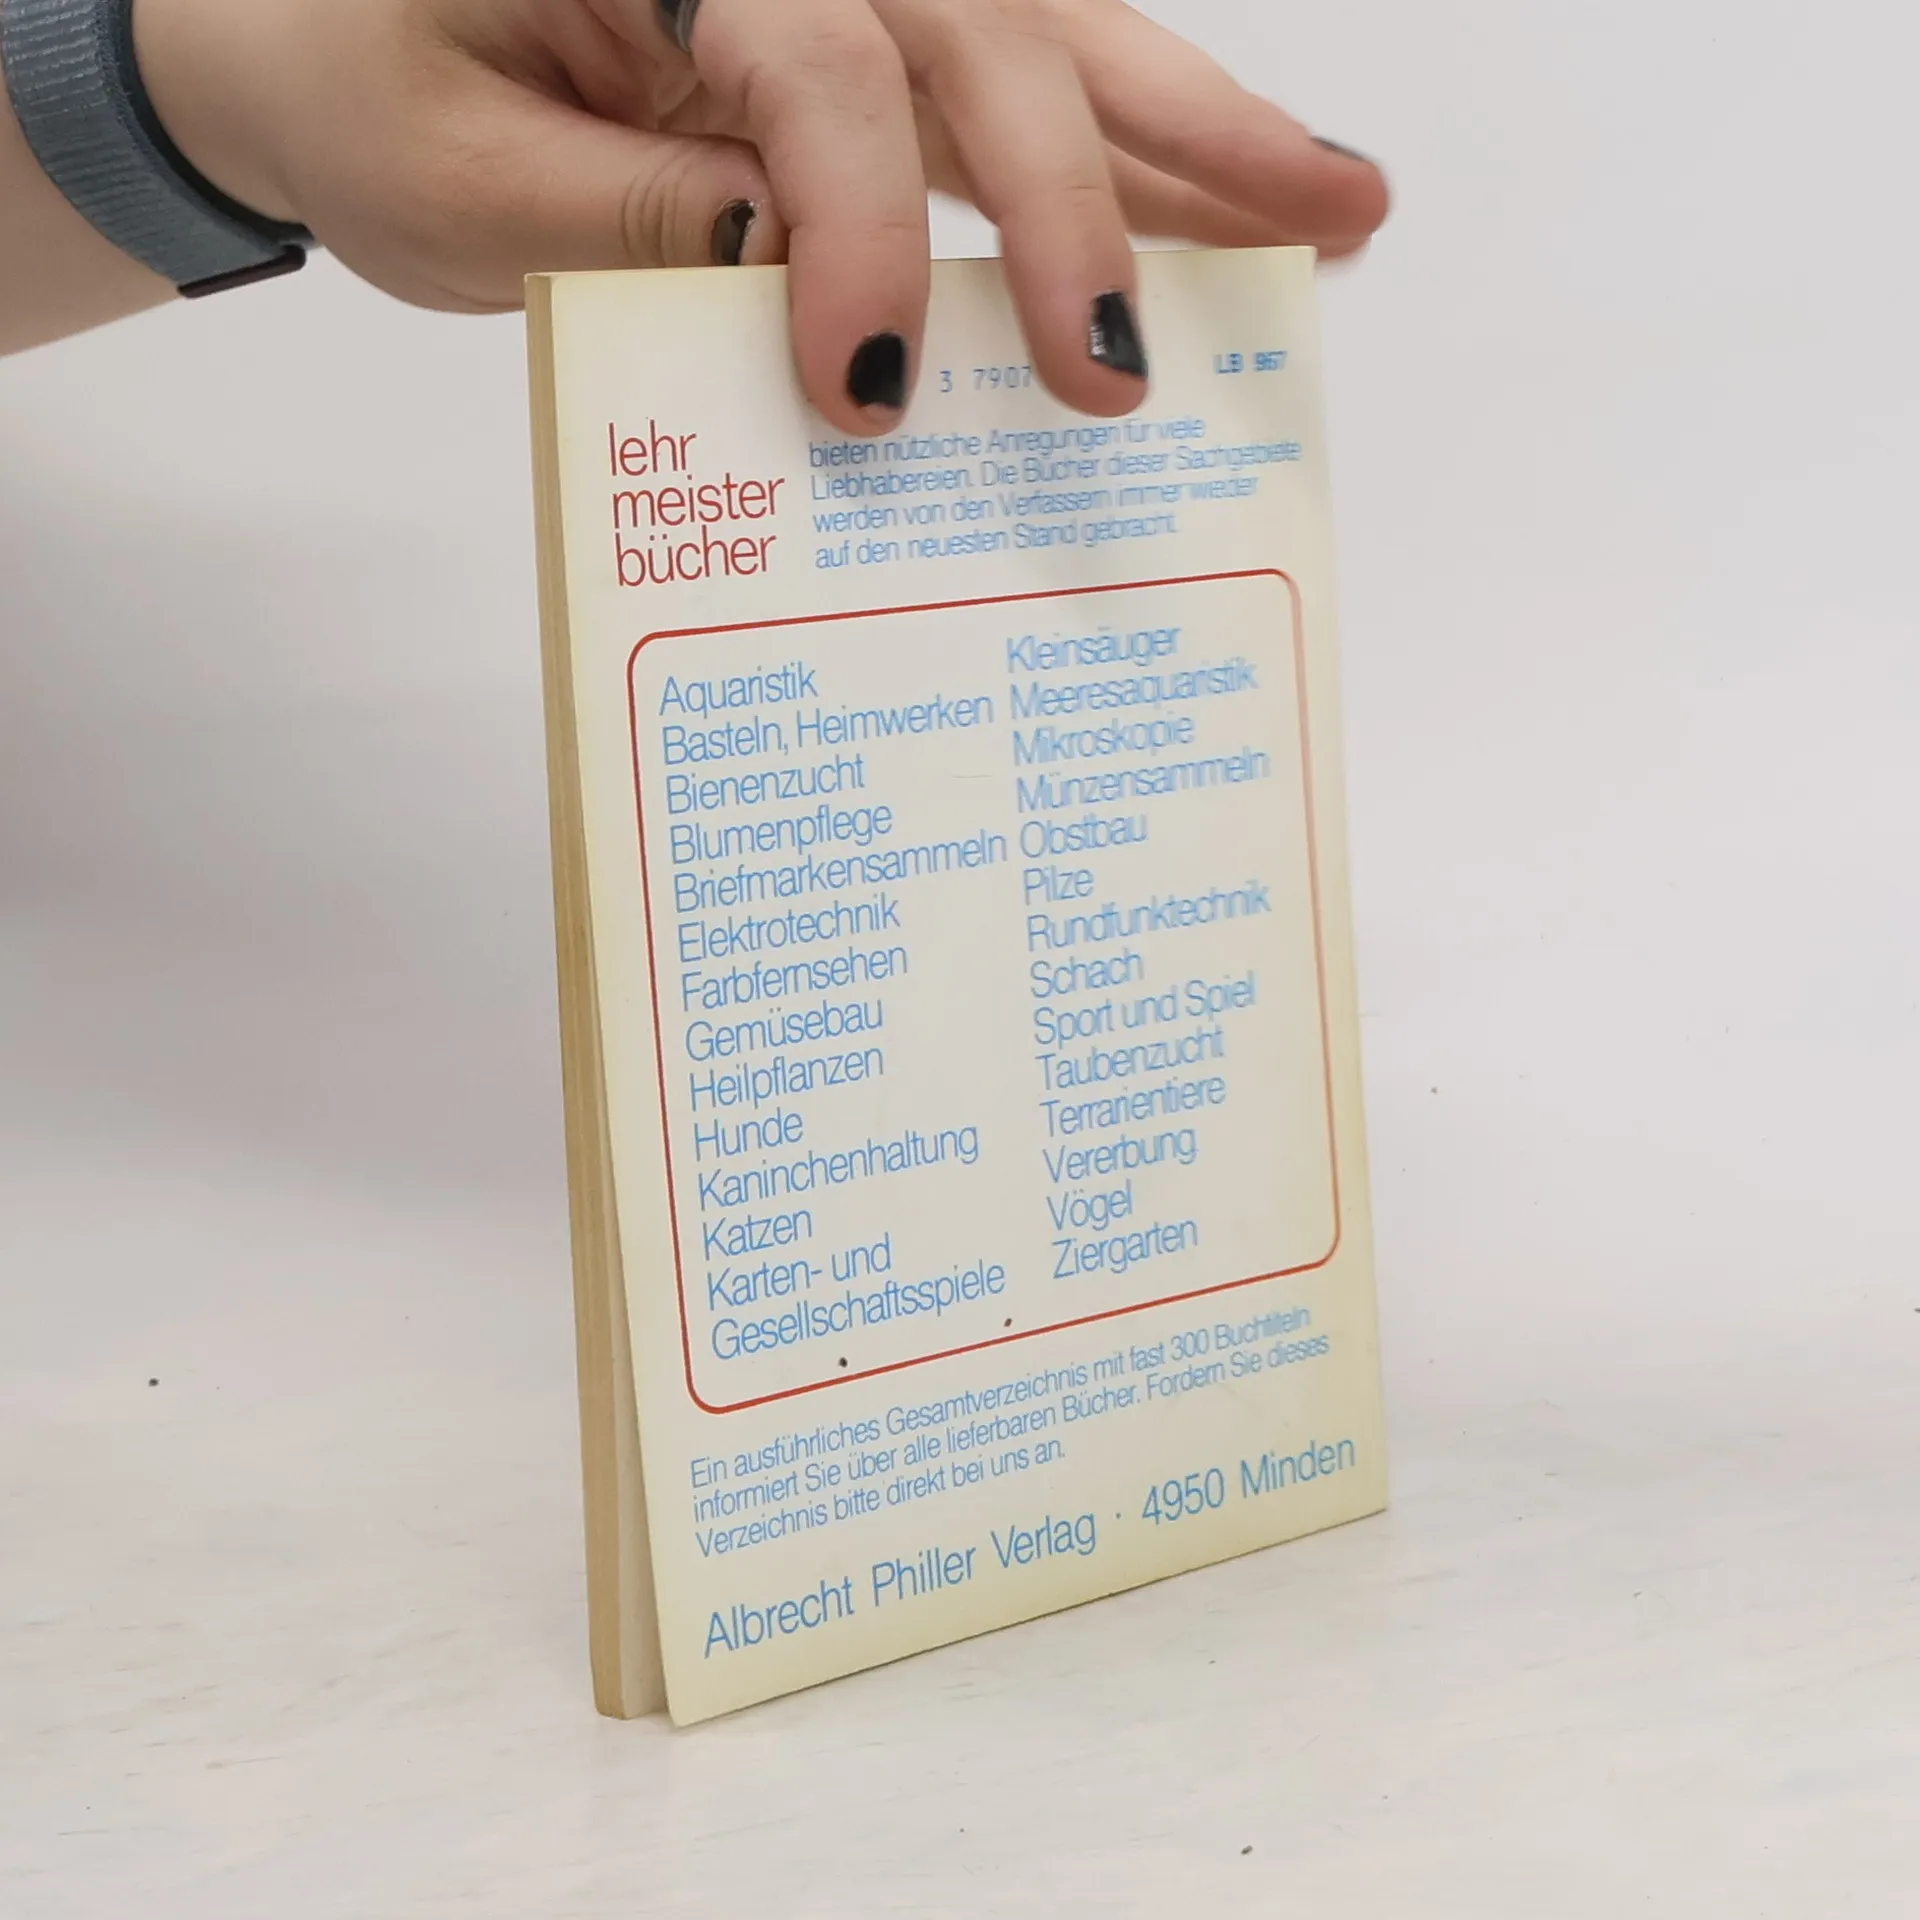 3 7907
LB 967
lehr
meister
bücher
bieten nützliche Anregungen für viele
Liebhabereien. Die Bücher dieser Sachgebiete
werden von den Verfassern immer wieder
auf den neuesten Stand gebracht.
Aquaristik
Basteln, Heimwerken
Bienenzucht
Blumenpflege
Briefmarkensammeln
Elektrotechnik
Farbfernsehen
Gemüsebau
Heilpflanzen
Hunde
Kaninchenhaltung
Katzen
Karten- und
Gesellschaftsspiele
Kleinsäuger
Meeresaquaristik
Mikroskopie
Münzensammeln
Obstbau
Pilze
Rundfunktechnik
Schach
Sport und Spiel
Taubenzucht
Terrarientiere
Vererbung
Vögel
Ziergarten
Ein ausführliches Gesamtverzeichnis mit fast 300 Buchtiteln
informiert Sie über alle lieferbaren Bücher. Fordern Sie dieses
Verzeichnis bitte direkt bei uns an.
Albrecht Philler Verlag · 4950 Minden